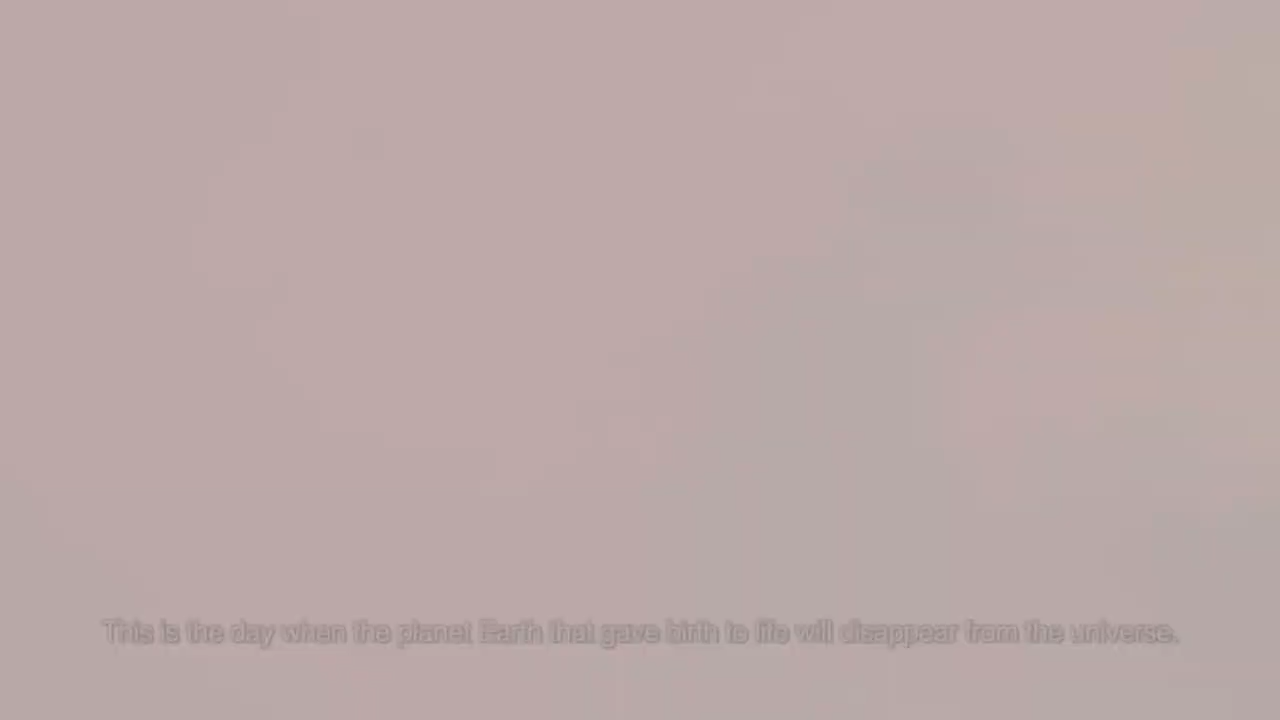 This is the day when the planet Earth that gave birth to life will disappear from the universe.